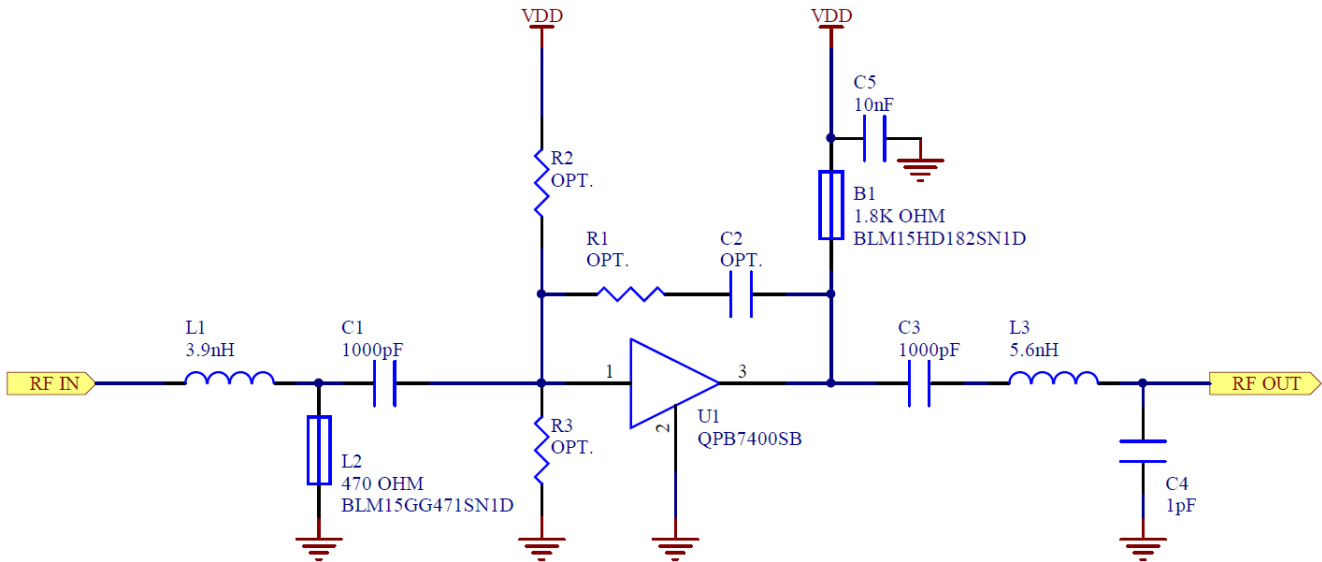 VDD
VDD
C5
10nF
R2
OPT.
B1
1.8K OHM
BLM15HD182SN1D
R1
OPT.
C2
OPT.
L1
3.9nH
C1
1000pF
C3
1000pF
L3
5.6nH
RF IN
1
3
RF OUT
2
U1
QPB7400SB
R3
OPT.
L2
470 OHM
BLM15GG471SN1D
C4
1pF